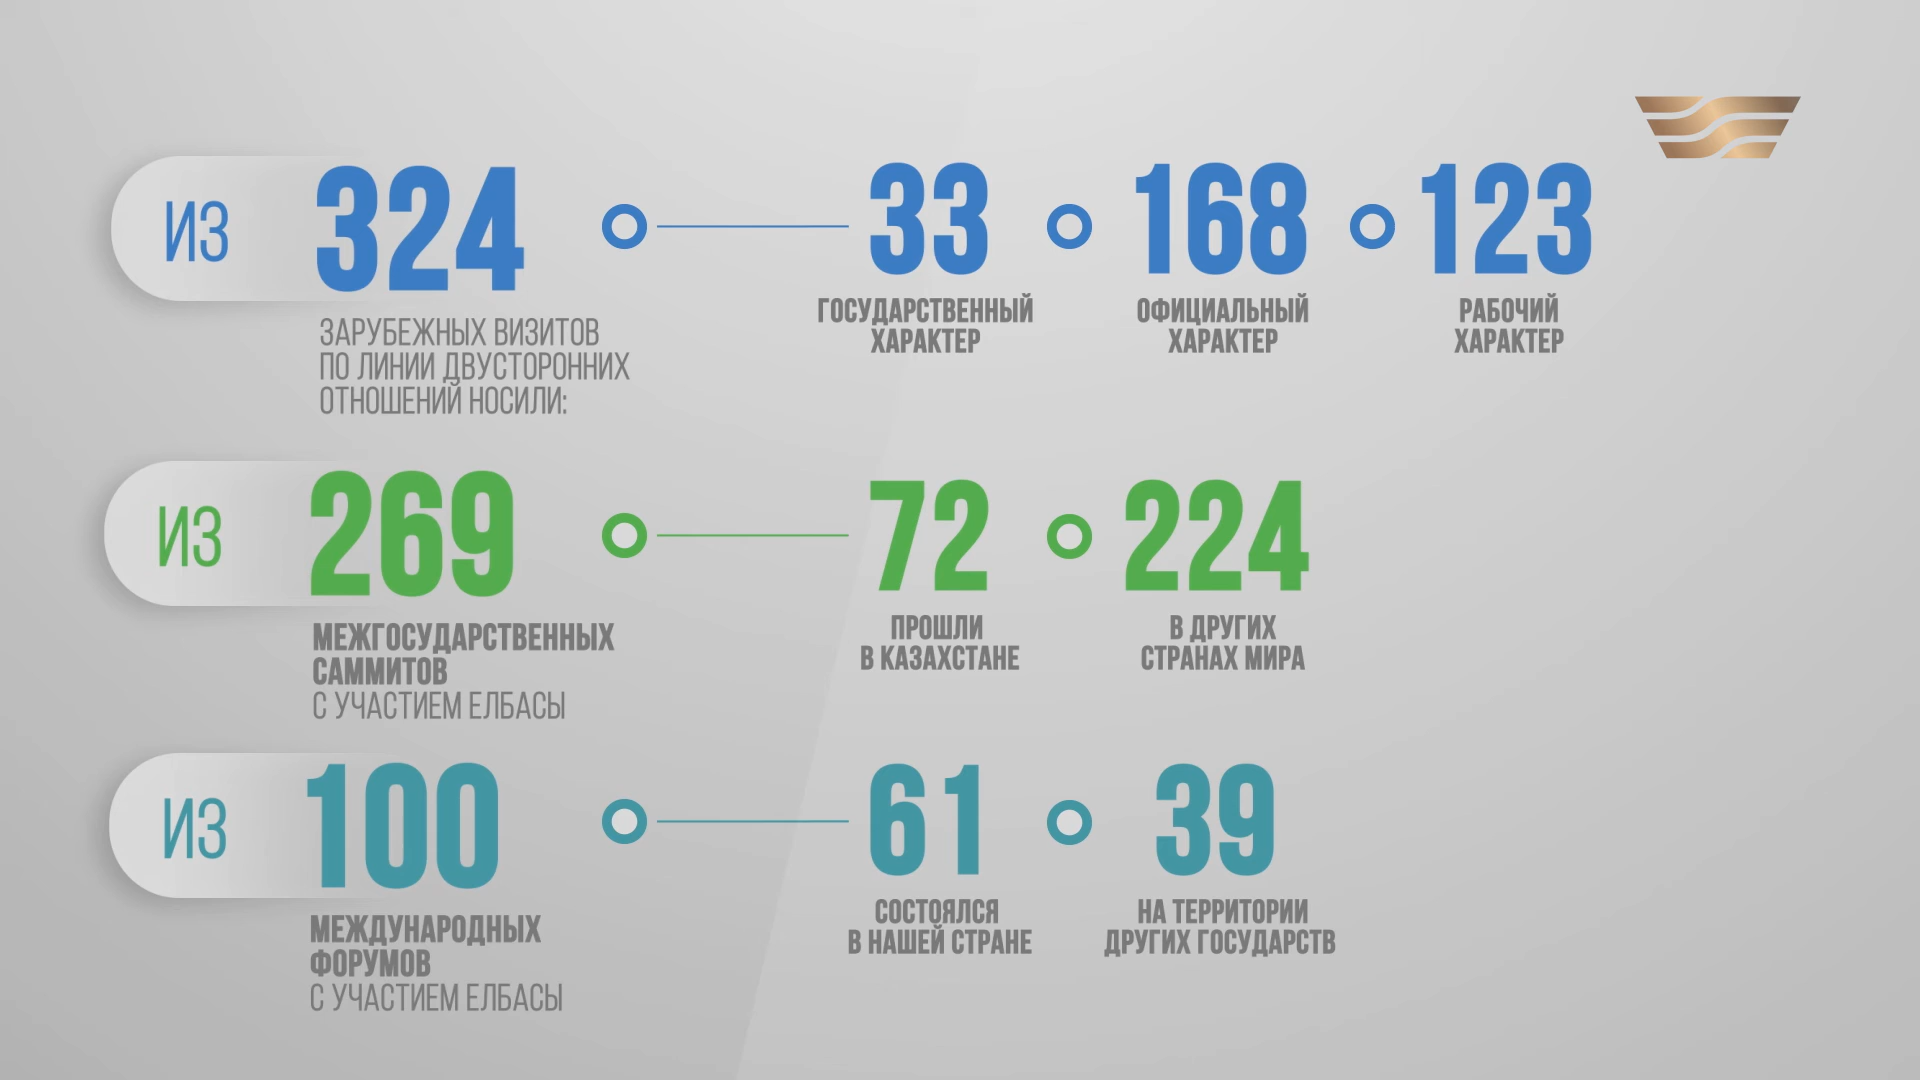 ИЗ 324 33 168 123
ЗАРУБЕЖНЫХ ВИЗИТОВ
ПО ЛИНИИ ДВУСТОРОННИХ
ОТНОШЕНИЙ НОСИЛИ:
ГОСУДАРСТВЕННЫЙ
ХАРАКТЕР
ОФИЦИАЛЬНЫЙ
ХАРАКТЕР
РАБОЧИЙ
ХАРАКТЕР
ИЗ 269 72 224
МЕЖГОСУДАРСТВЕННЫХ
САММИТОВ
С УЧАСТИЕМ ЕЛБАСЫ
ПРОШЛИ
В КАЗАХСТАНЕ
В ДРУГИХ
СТРАНАХ МИРА
ИЗ 100 61 39
МЕЖДУНАРОДНЫХ
ФОРУМОВ
С УЧАСТИЕМ ЕЛБАСЫ
СОСТОЯЛСЯ
В НАШЕЙ СТРАНЕ
НА ТЕРРИТОРИИ
ДРУГИХ ГОСУДАРСТВ